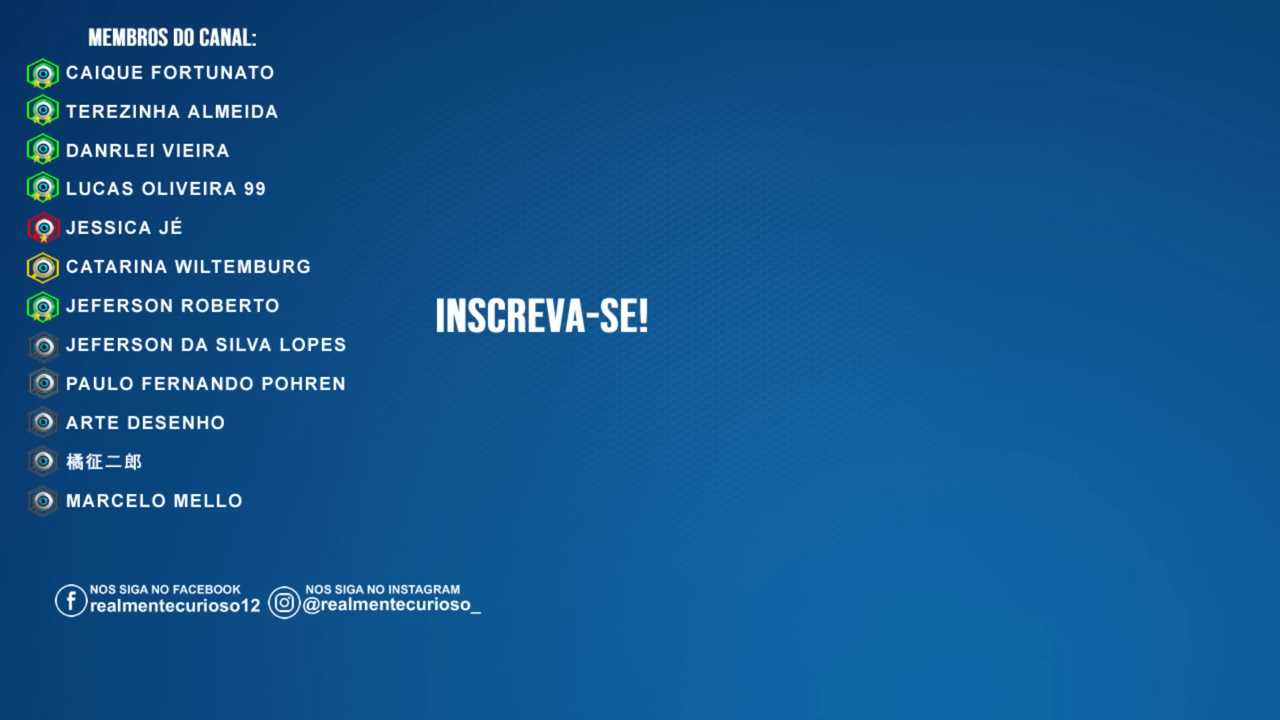 MEMBROS DO CANAL:
CAIQUE FORTUNATO
TEREZINHA ALMEIDA
DANRLEI VIEIRA
LUCAS OLIVEIRA 99
JESSICA JÉ
CATARINA WILTEMBURG
JEFERSON ROBERTO
JEFERSON DA SILVA LOPES
PAULO FERNANDO POHREN
ARTE DESENHO
橘征二郎
MARCELO MELLO
INSCREVA-SE!
NOS SIGA NO FACEBOOK
realmentecurioso12
NOS SIGA NO INSTAGRAM
@realmentecurioso_